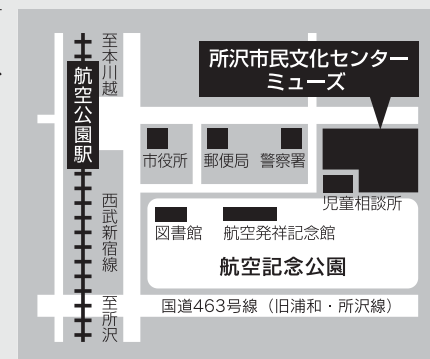 至本川越
航空公園駅
西武新宿線
至所沢
所沢市民文化センター
ミューズ
市役所
郵便局
警察署
児童相談所
図書館
航空発祥記念館
航空記念公園
国道463号線（旧浦和・所沢線）